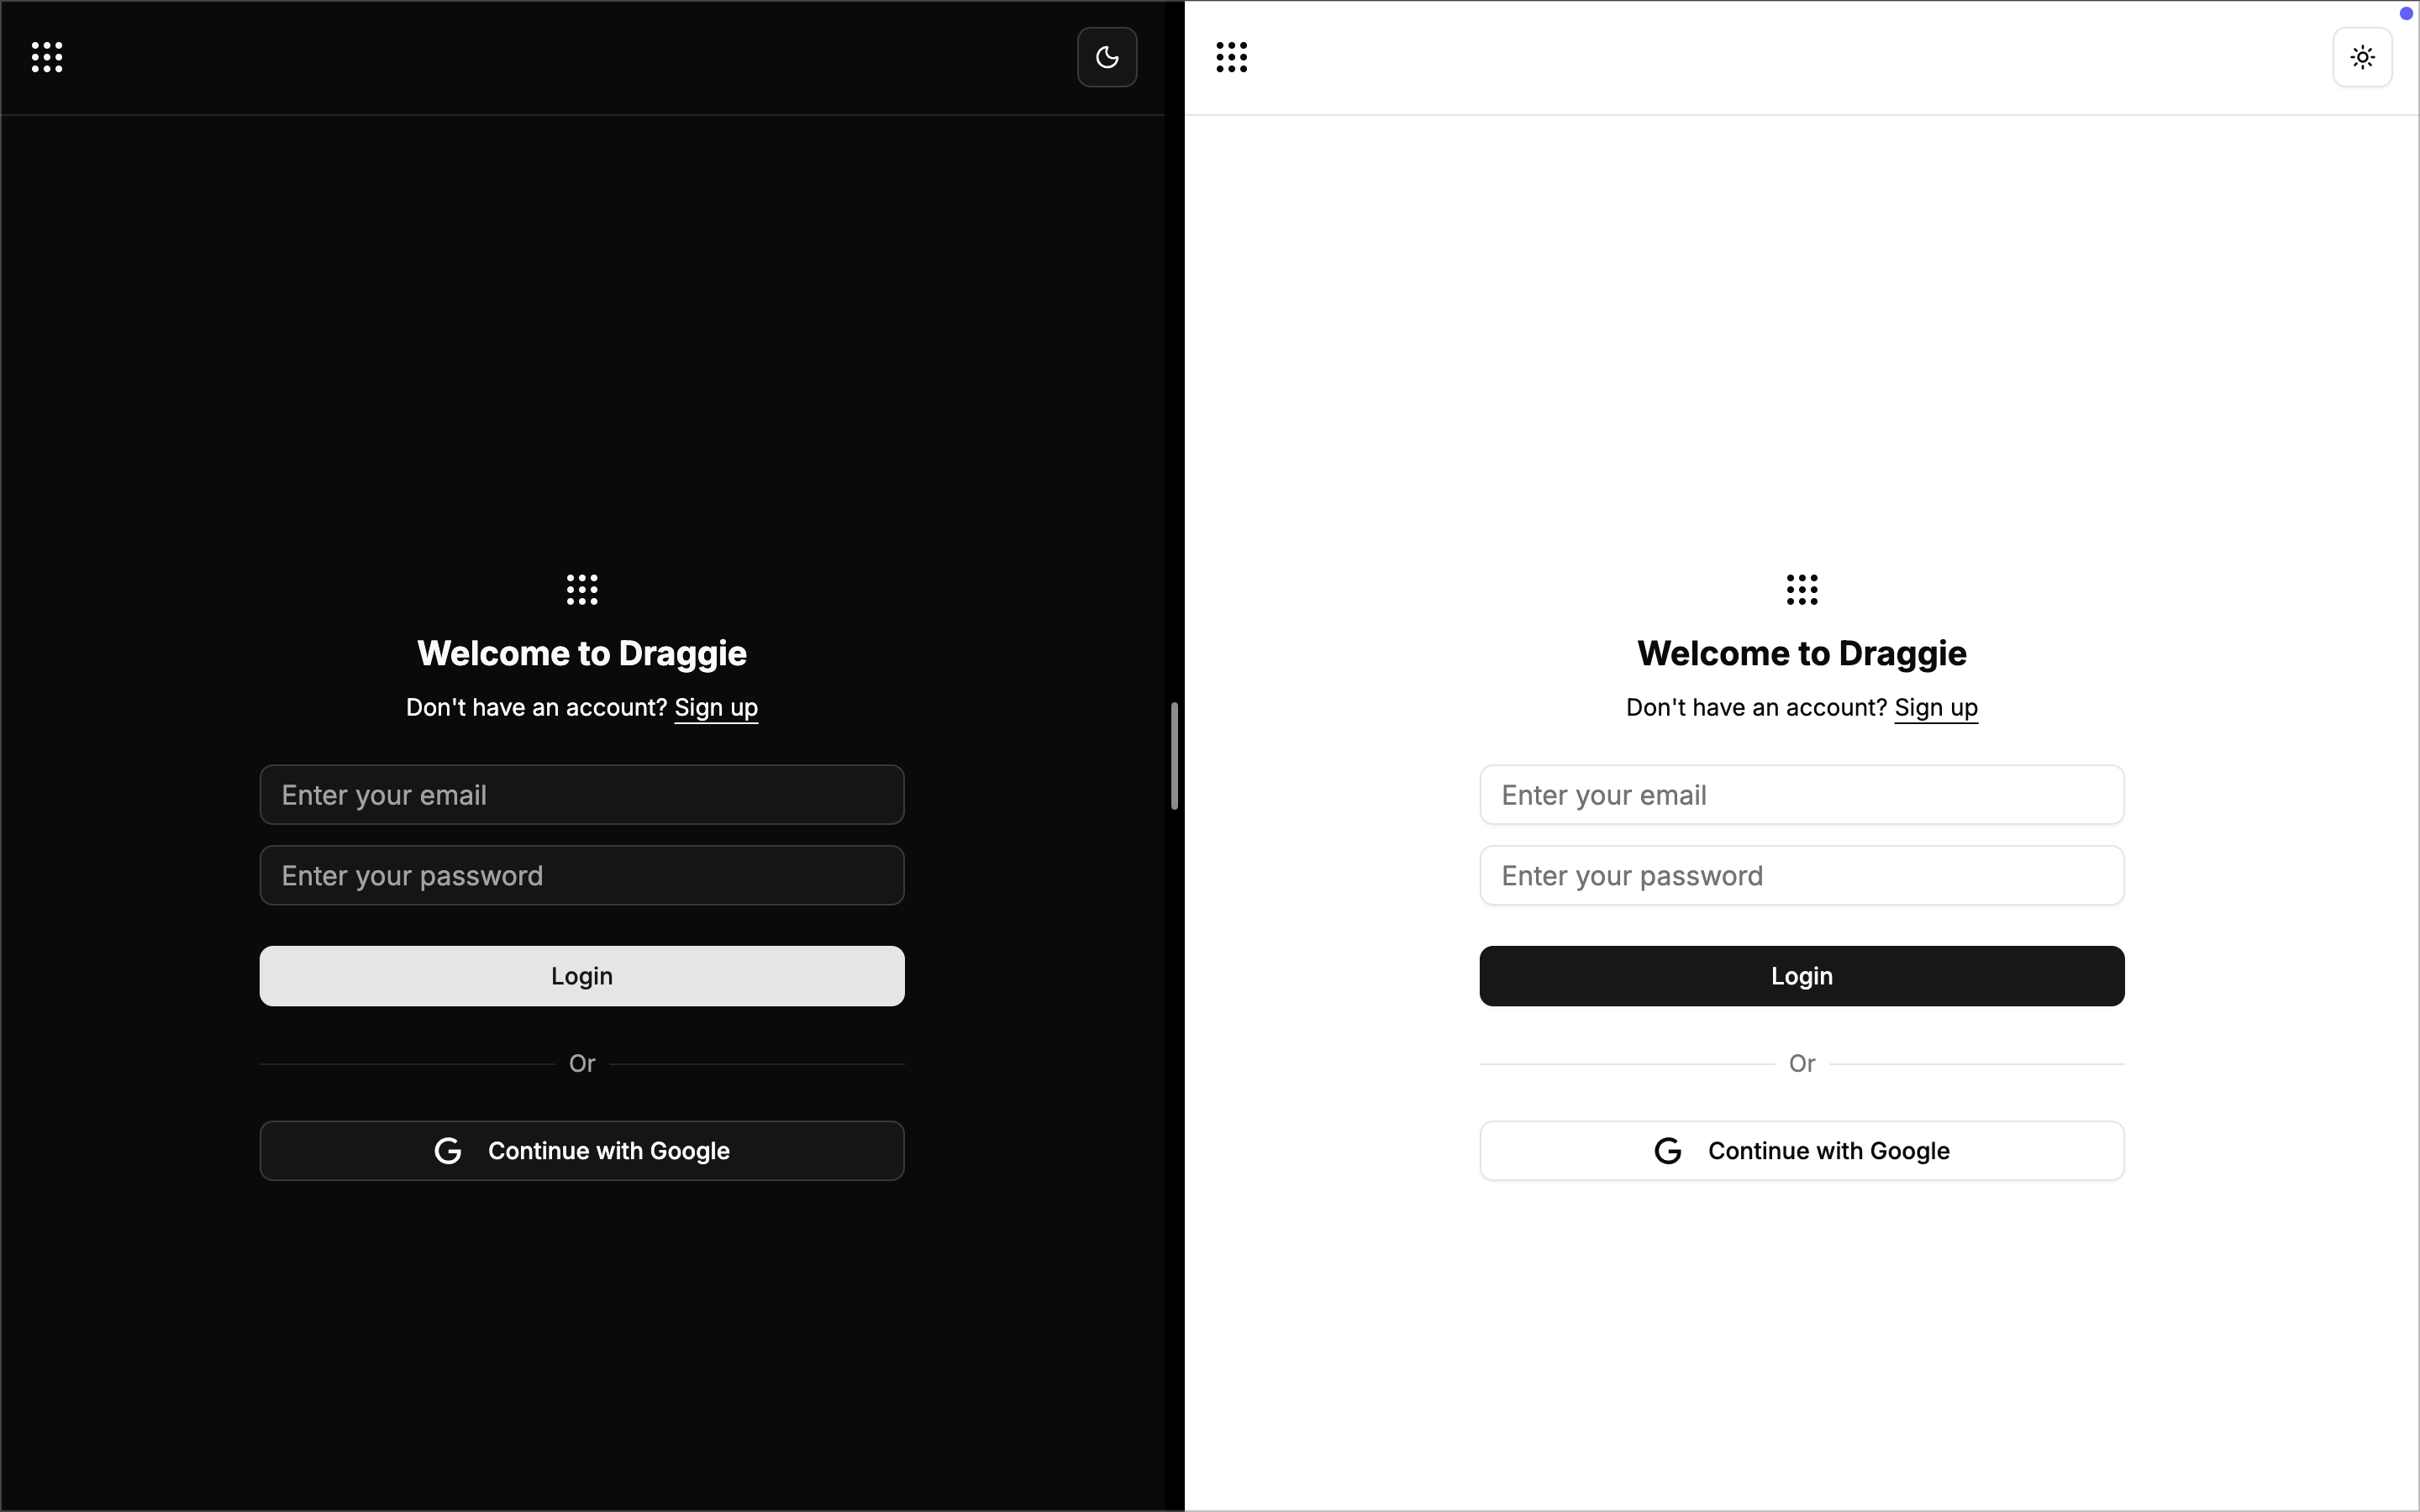 Welcome to Draggie
Don't have an account? Sign up
Enter your email
Enter your password
Login
Or
Continue with Google
Welcome to Draggie
Don't have an account? Sign up
Enter your email
Enter your password
Login
Or
Continue with Google